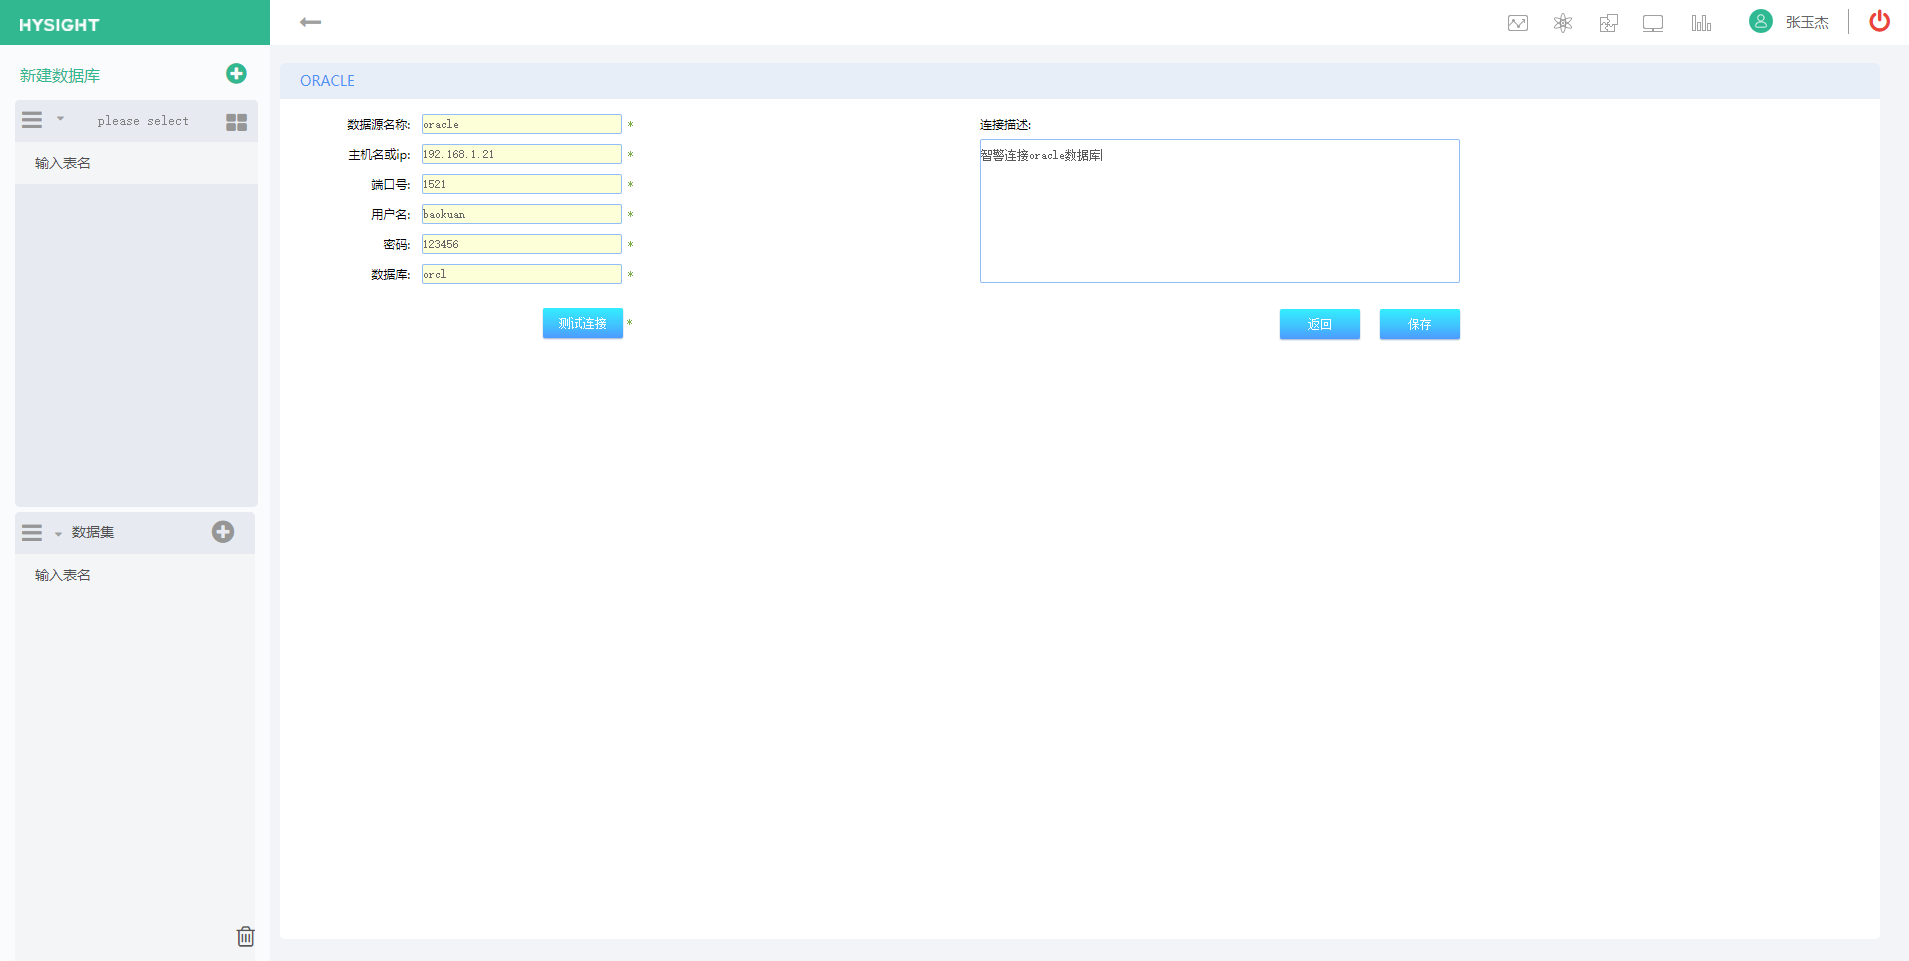 HYSIGHT
张玉杰
新建数据库
please select
输入表名
数据集
输入表名
ORACLE
数据源名称: oracle *
主机名或ip: 192.168.1.21 *
端口号: 1521 *
用户名: baokuan *
密码: 123456 *
数据库: orcl *
测试连接 *
连接描述:
智警连接oracle数据库
返回 保存